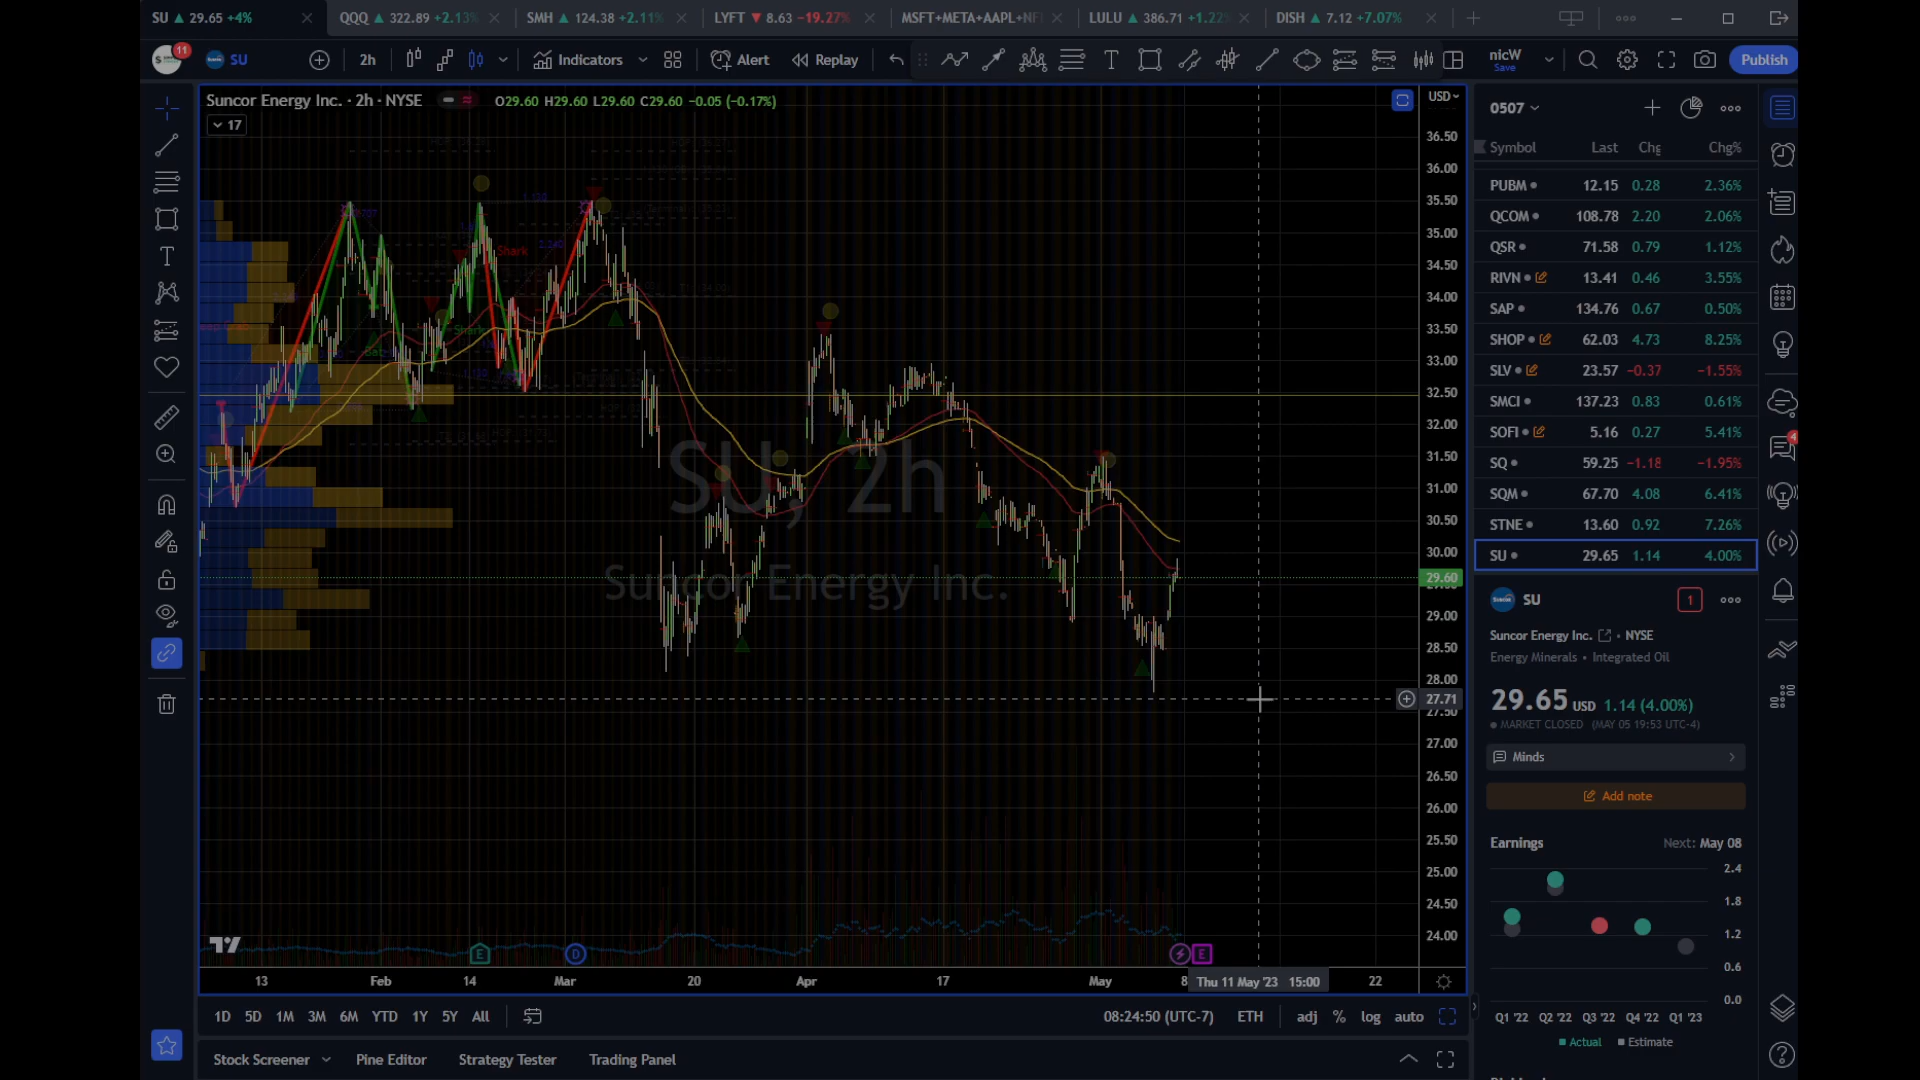 SU 29.65 +4%
QQQ 322.89 +2.13%
SMH 124.38 +2.11%
LYFT 8.63 −19.27%
MSFT+META+AAPL+NF
LULU 386.71 +1.22%
DISH 7.12 +7.07%
11
SU
2h
Indicators
Alert
Replay
nicW
Save
Publish
Suncor Energy Inc. · 2h · NYSE
O29.60 H29.60 L29.60 C29.60 −0.05 (−0.17%)
17
USD
36.50
36.00
35.50
35.00
34.50
34.00
33.50
33.00
32.50
32.00
31.50
31.00
30.50
30.00
29.60
29.00
28.50
28.00
27.71
27.50
27.00
26.50
26.00
25.50
25.00
24.50
24.00
Shark
Shark
Bat
SU, 2h
Suncor Energy Inc.
E
D
E
13
Feb
14
Mar
20
Apr
17
May
8
Thu 11 May '23 15:00
22
1D 5D 1M 3M 6M YTD 1Y 5Y All
08:24:50 (UTC-7) ETH adj % log auto
Stock Screener
Pine Editor
Strategy Tester
Trading Panel
0507
Symbol Last Chg Chg%
PUBM 12.15 0.28 2.36%
QCOM 108.78 2.20 2.06%
QSR 71.58 0.79 1.12%
RIVN 13.41 0.46 3.55%
SAP 134.76 0.67 0.50%
SHOP 62.03 4.73 8.25%
SLV 23.57 −0.37 −1.55%
SMCI 137.23 0.83 0.61%
SOFI 5.16 0.27 5.41%
SQ 59.25 −1.18 −1.95%
SQM 67.70 4.08 6.41%
STNE 13.60 0.92 7.26%
SU 29.65 1.14 4.00%
SU
1
Suncor Energy Inc. • NYSE
Energy Minerals • Integrated Oil
29.65 USD 1.14 (4.00%)
MARKET CLOSED (MAY 05 19:53 UTC-4)
Minds
Add note
Earnings Next: May 08
2.4
1.8
1.2
0.6
0.0
Q1 '22 Q2 '22 Q3 '22 Q4 '22 Q1 '23
Actual Estimate
4